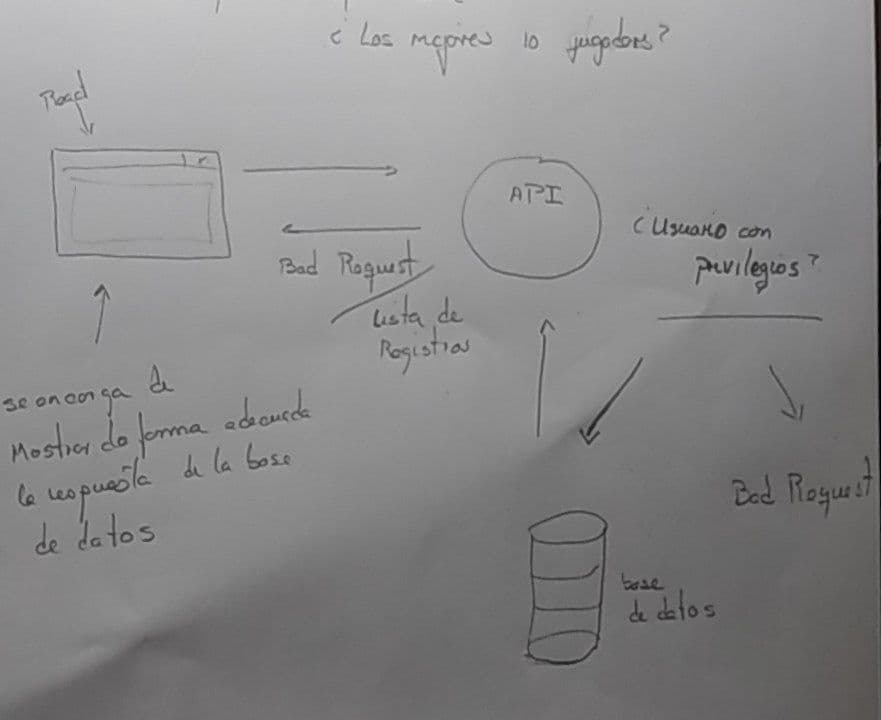 ¿ Los mejores 10 jugadores?
Read
API
¿Usuario con
privilegios?
Bad Request
Lista de
Registros
se encarga de
Mostrar de forma adecuada
la respuesta de la base
de datos
Bad Request
base
de datos